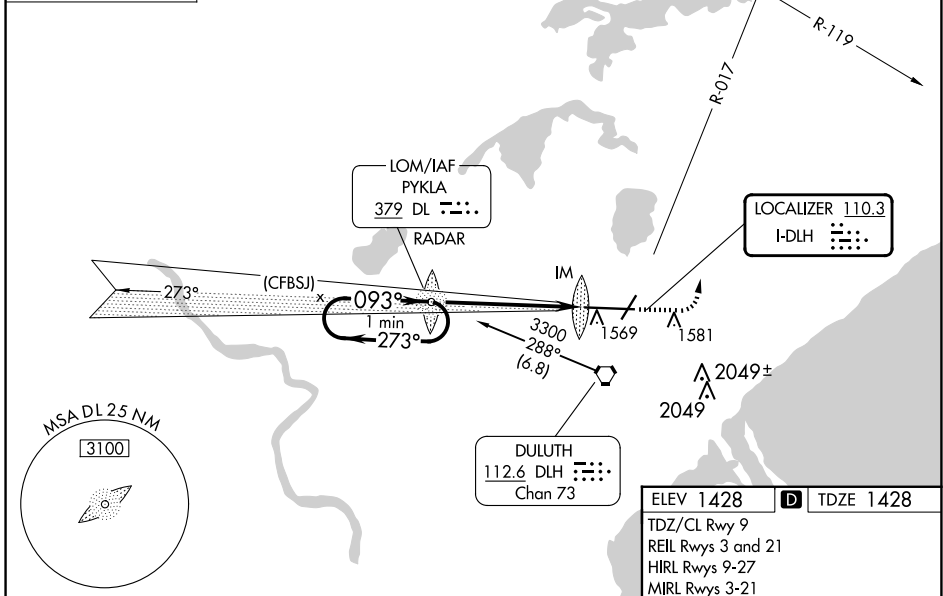 R-119
R-017
LOM/IAF
PYKLA
379 DL
RADAR
LOCALIZER 110.3
I-DLH
IM
(CFBSJ)
273°
x
093°
1 min
273°
3300
288°
(6.8)
1569
1581
2049±
2049
MSA DL 25 NM
3100
DULUTH
112.6 DLH
Chan 73
ELEV 1428 D TDZE 1428
TDZ/CL Rwy 9
REIL Rwys 3 and 21
HIRL Rwys 9-27
MIRL Rwys 3-21